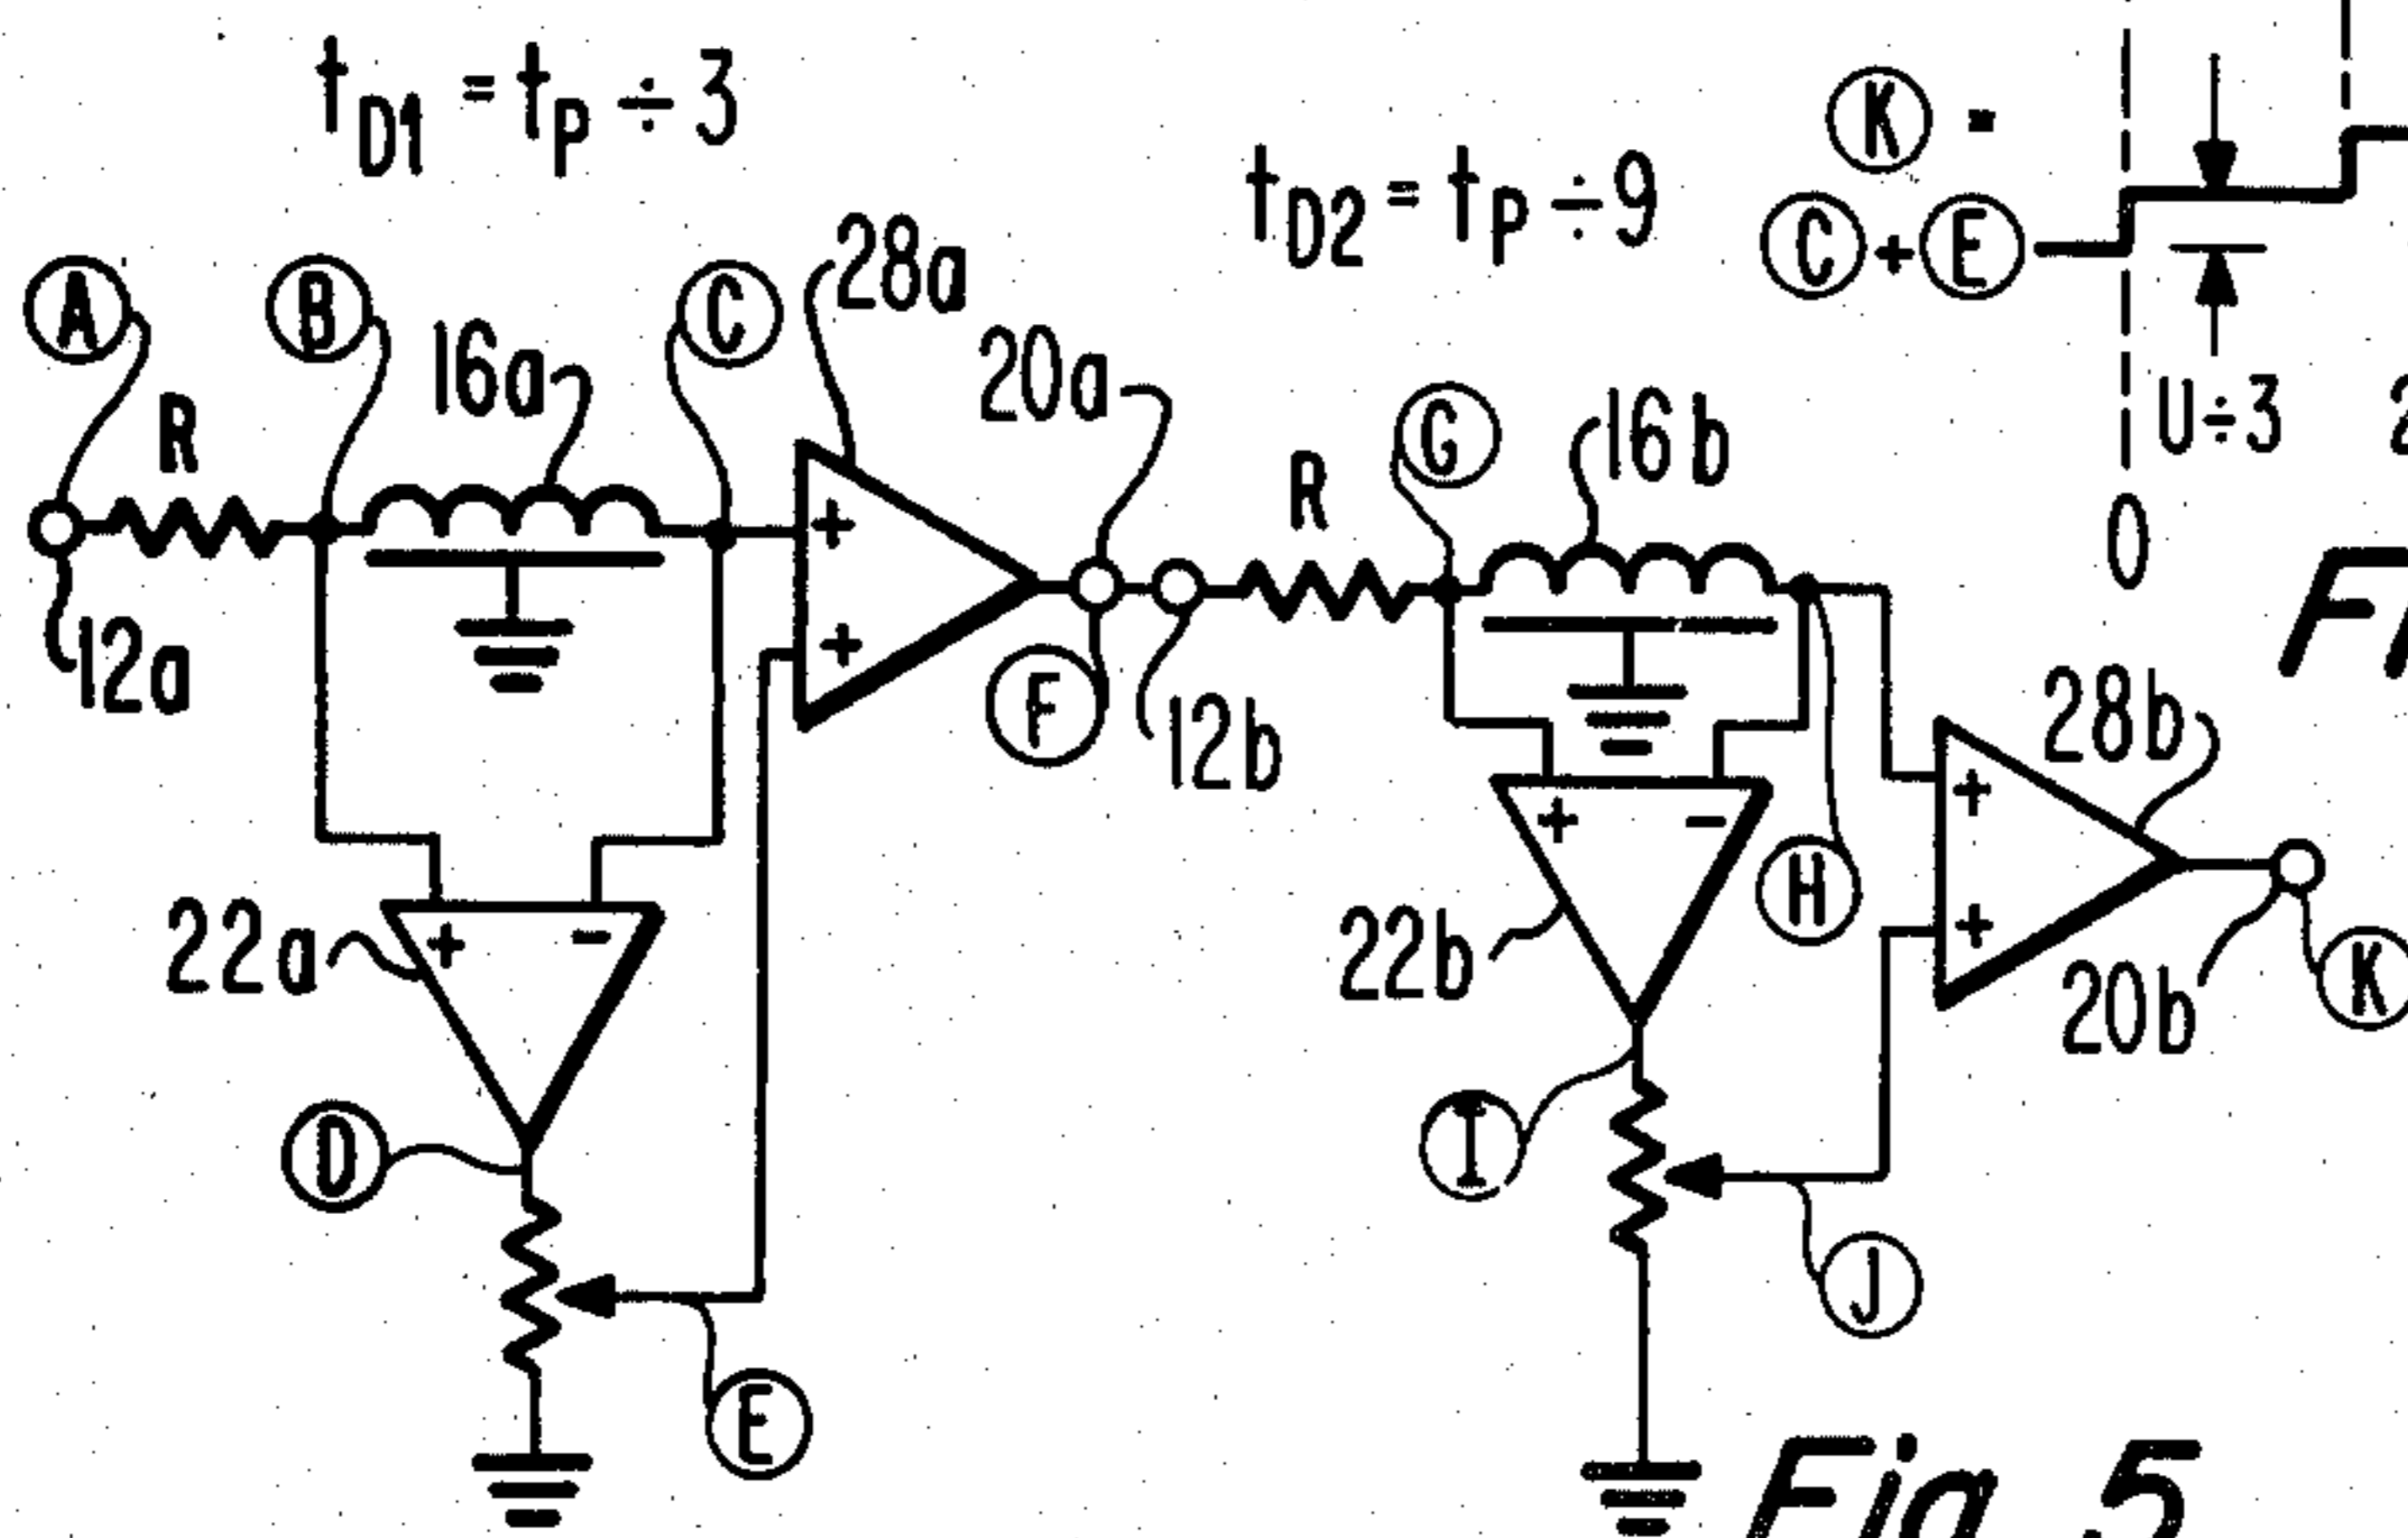 tD1 = tP ÷ 3
tD2 = tP ÷ 9
K =
C + E
U ÷ 3
0
A
B
C
28a
16a
20a
R
G
16b
R
12a
F
12b
28b
22a
+
-
+
+
22b
+
-
H
+
+
20b
K
D
I
J
E
Fig. 5